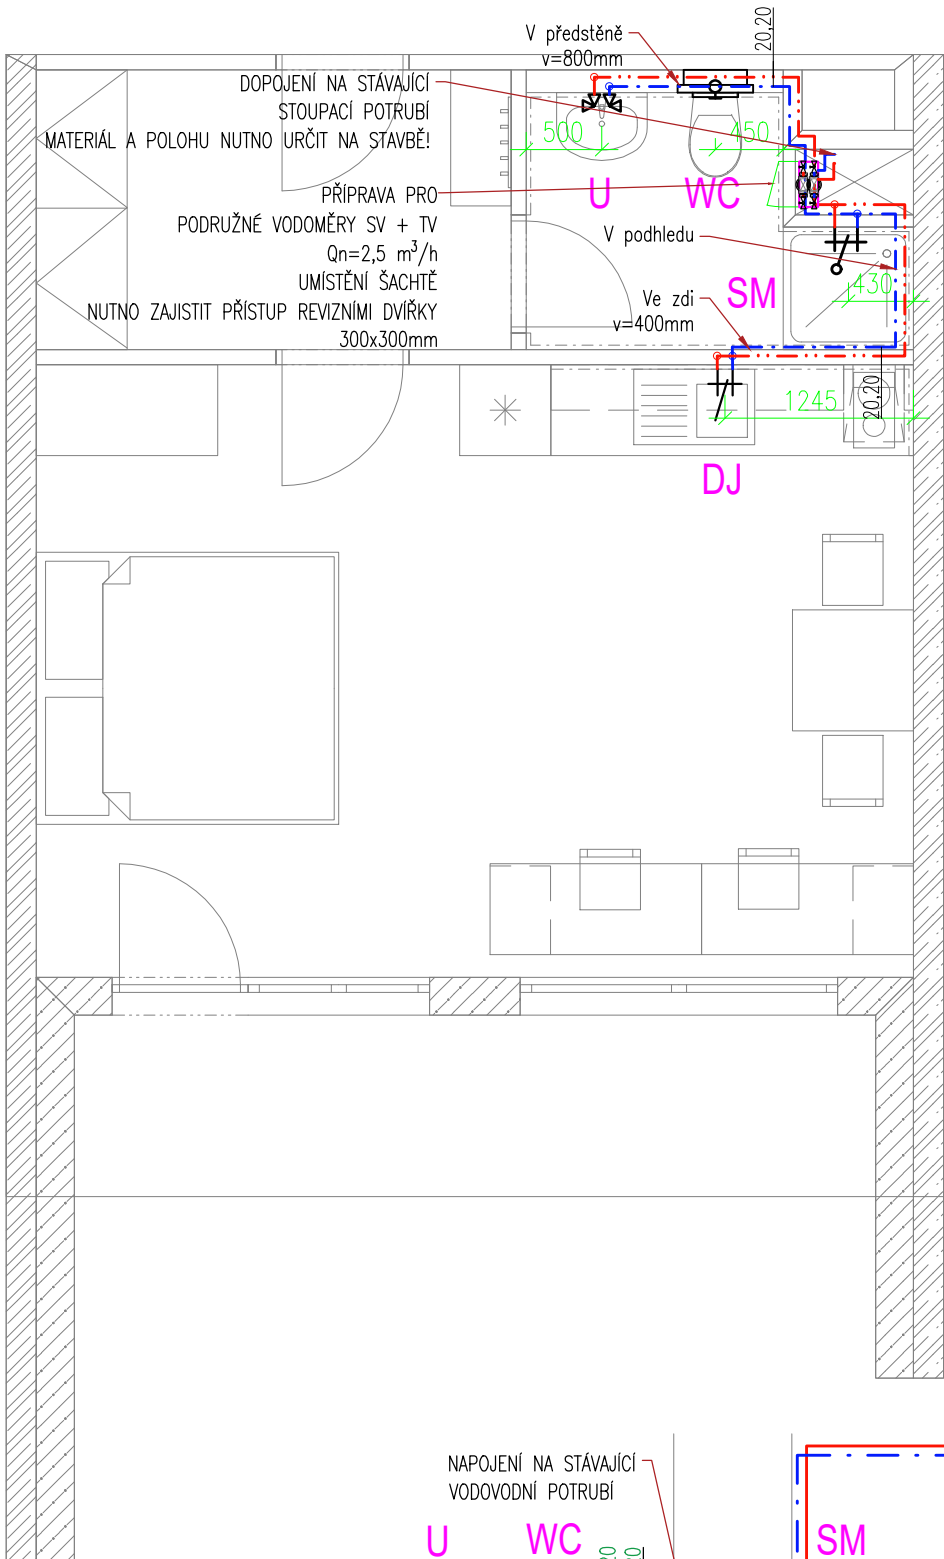 V předstěně
v=800mm
20,20
DOPOJENÍ NA STÁVAJÍCÍ
STOUPACÍ POTRUBÍ
MATERIÁL A POLOHU NUTNO URČIT NA STAVBĚ!
500
450
PŘÍPRAVA PRO
PODRUŽNÉ VODOMĚRY SV + TV
Qn=2,5 m³/h
UMÍSTĚNÍ ŠACHTĚ
NUTNO ZAJISTIT PŘÍSTUP REVIZNÍMI DVÍŘKY
300x300mm
U
WC
V podhledu
SM
430
Ve zdi
v=400mm
1245
20,20
DJ
NAPOJENÍ NA STÁVAJÍCÍ
VODOVODNÍ POTRUBÍ
U
WC
SM